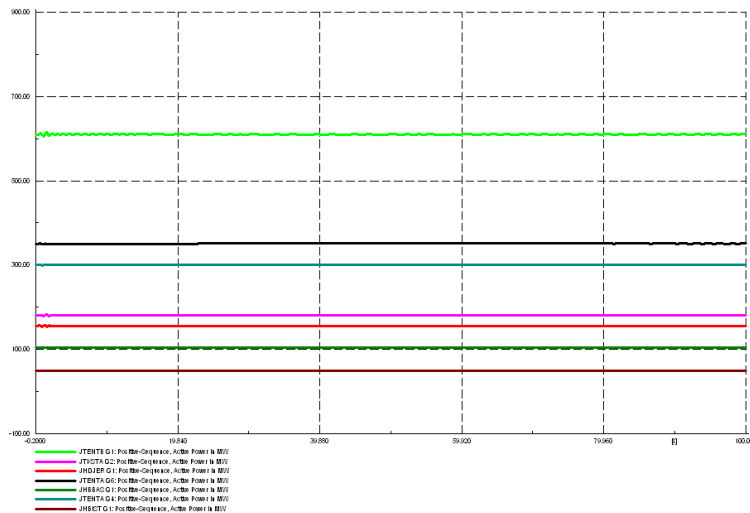 900.00
700.00
500.00
300.00
100.00
-100.00
-0.2000
19.840
39.880
59.920
79.960
[s]
100.0
JTENTB G1: Positive-Sequence, Active Power in MW
JTHSTA G2: Positive-Sequence, Active Power in MW
JHDJER G1: Positive-Sequence, Active Power in MW
JTENTA G6: Positive-Sequence, Active Power in MW
G1: Positive-Sequence, Active Power in MW
JTENTA G4: Positive-Sequence, Active Power in MW
G1: Positive-Sequence, Active Power in MW